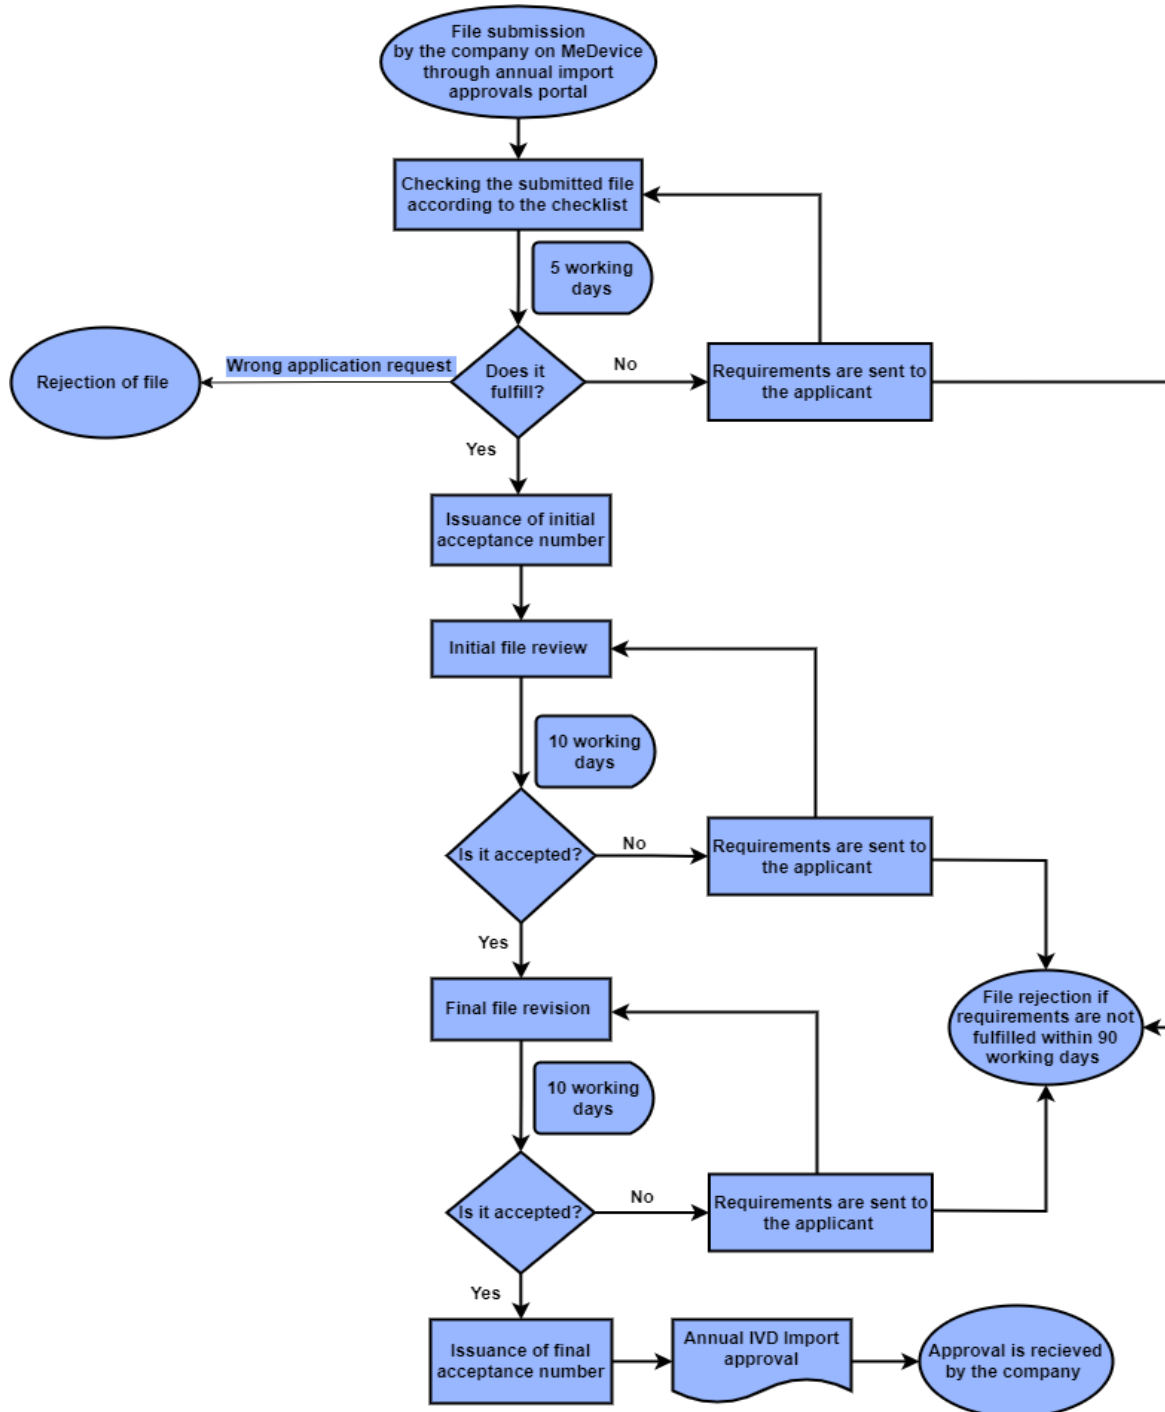 File submission
by the company on MeDevice
through annual import
approvals portal
Checking the submitted file
according to the checklist
5 working
days
Wrong application request
Rejection of file
Does it
fulfill?
No
Requirements are sent to
the applicant
Yes
Issuance of initial
acceptance number
Initial file review
10 working
days
Is it accepted?
No
Requirements are sent to
the applicant
Yes
Final file revision
File rejection if
requirements are not
fulfilled within 90
working days
10 working
days
Is it accepted?
No
Requirements are sent to
the applicant
Yes
Issuance of final
acceptance number
Annual IVD Import
approval
Approval is recieved
by the company